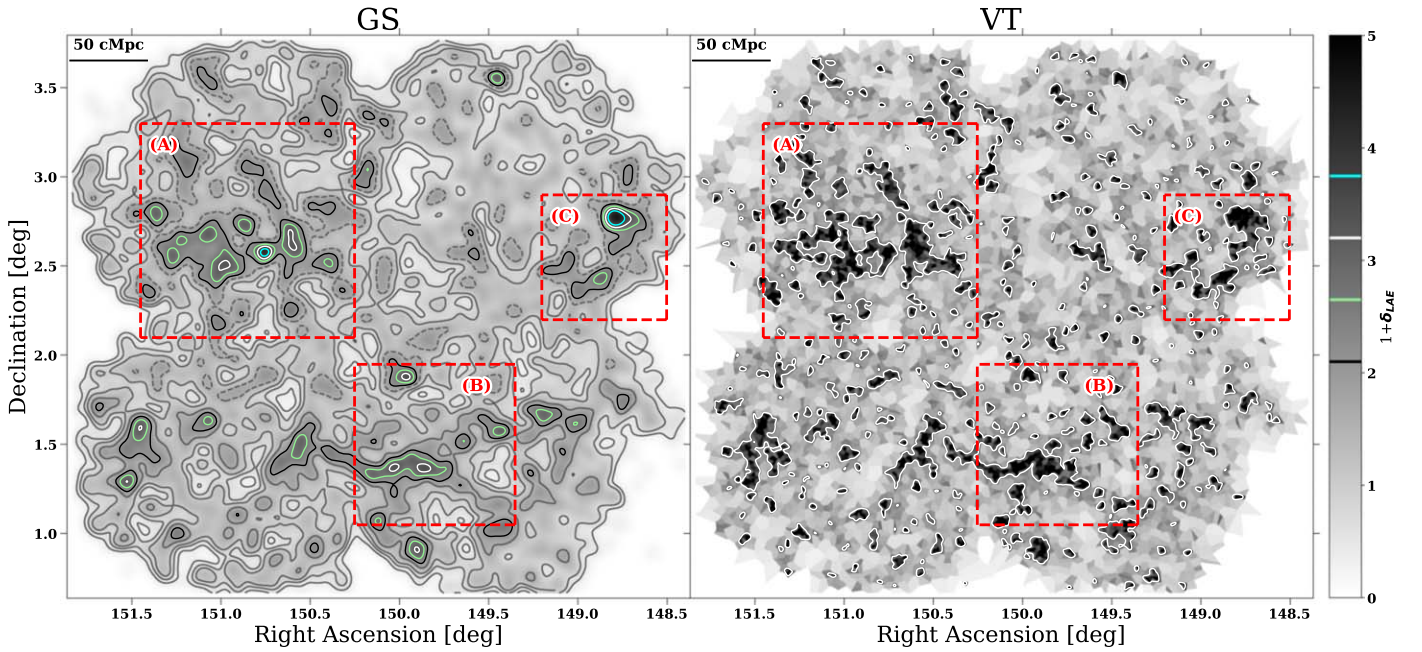 GS
VT
50 cMpc
50 cMpc
(A)
(B)
(C)
(A)
(B)
(C)
3.5
3.0
2.5
2.0
1.5
1.0
Declination [deg]
151.5 151.0 150.5 150.0 149.5 149.0 148.5
151.5 151.0 150.5 150.0 149.5 149.0 148.5
Right Ascension [deg]
Right Ascension [deg]
5
4
3
2
1
0
1+δLAE